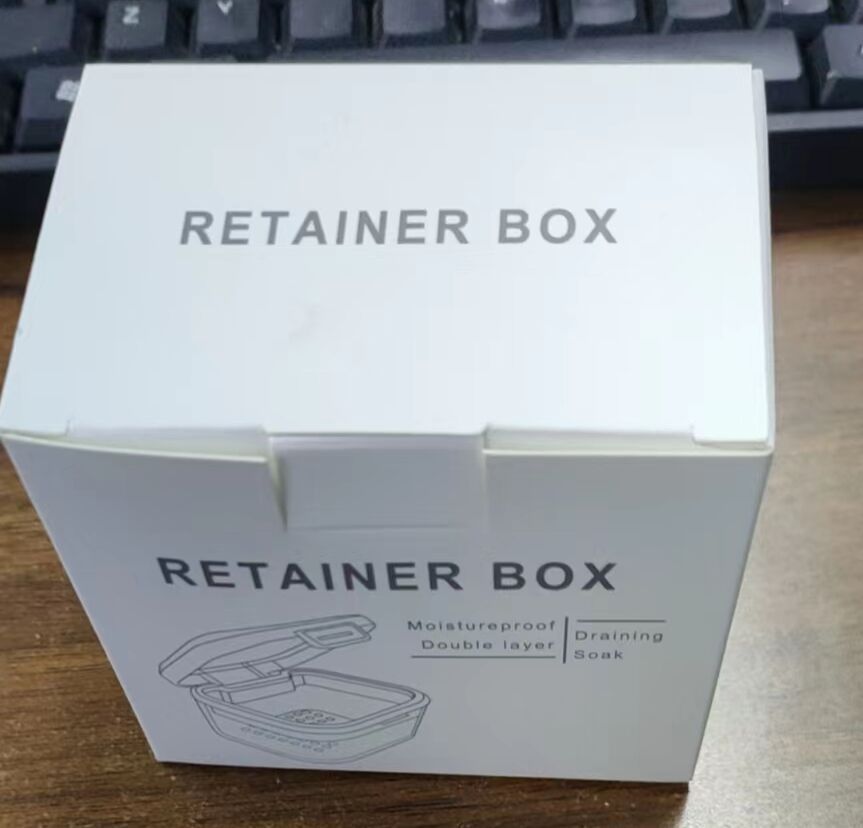 N
RETAINER BOX
RETAINER BOX
Moistureproof
Double layer
Draining
Soak